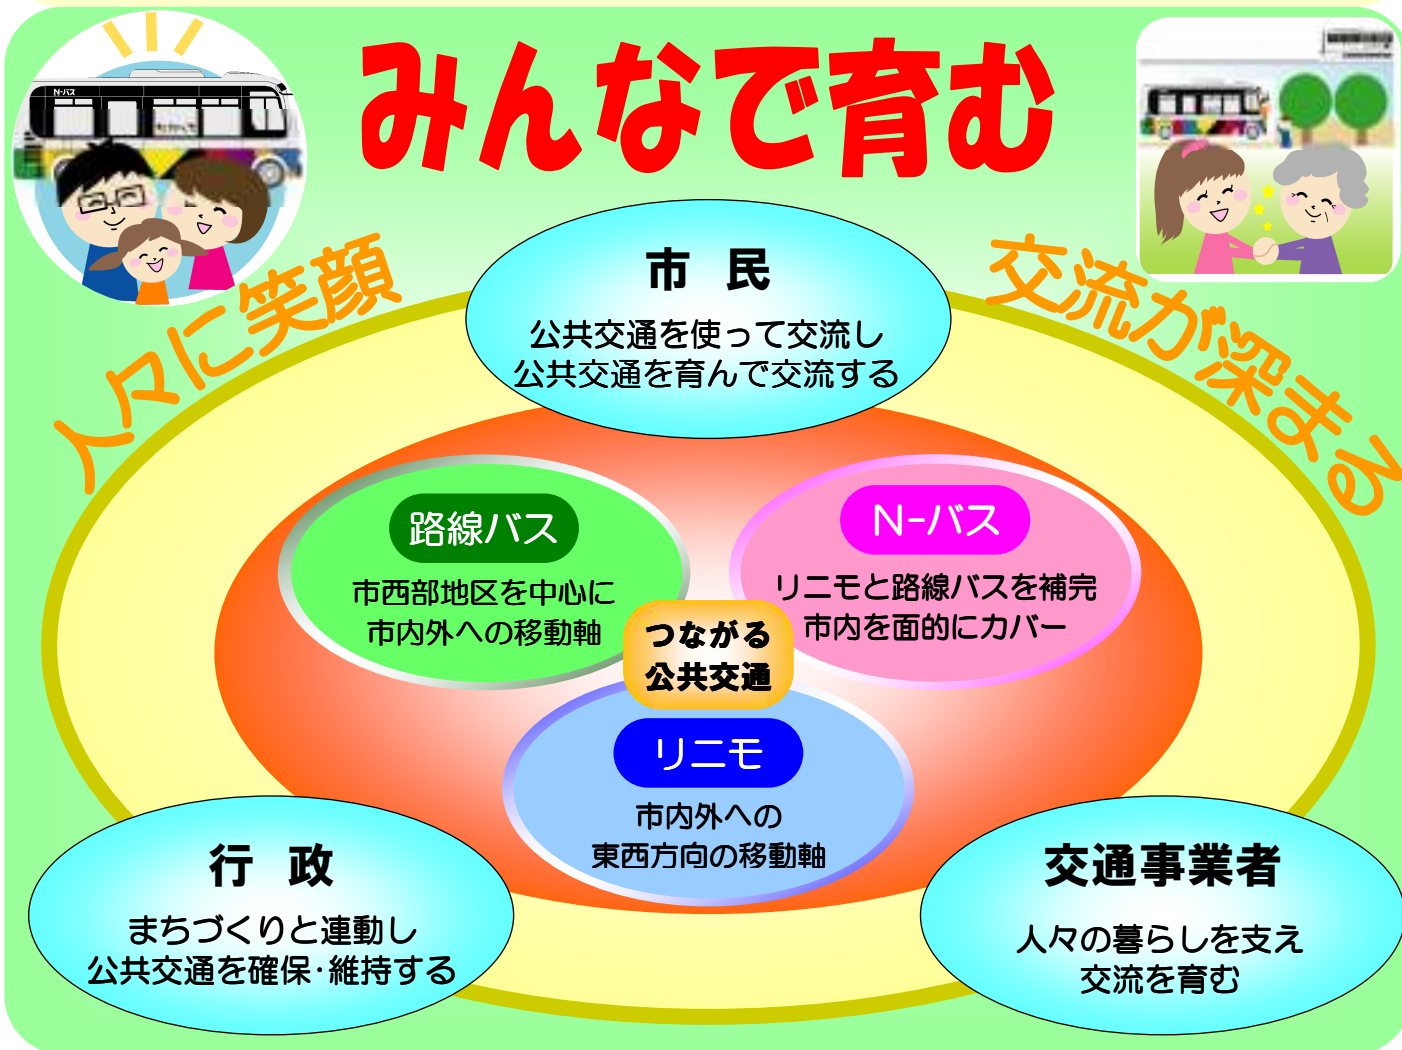 みんなで育む
N-バス
人々に笑顔
交流が深まる
市 民
公共交通を使って交流し
公共交通を育んで交流する
路線バス
市西部地区を中心に
市内外への移動軸
N-バス
リニモと路線バスを補完
市内を面的にカバー
つながる
公共交通
リニモ
市内外への
東西方向の移動軸
行 政
まちづくりと連動し
公共交通を確保・維持する
交通事業者
人々の暮らしを支え
交流を育む